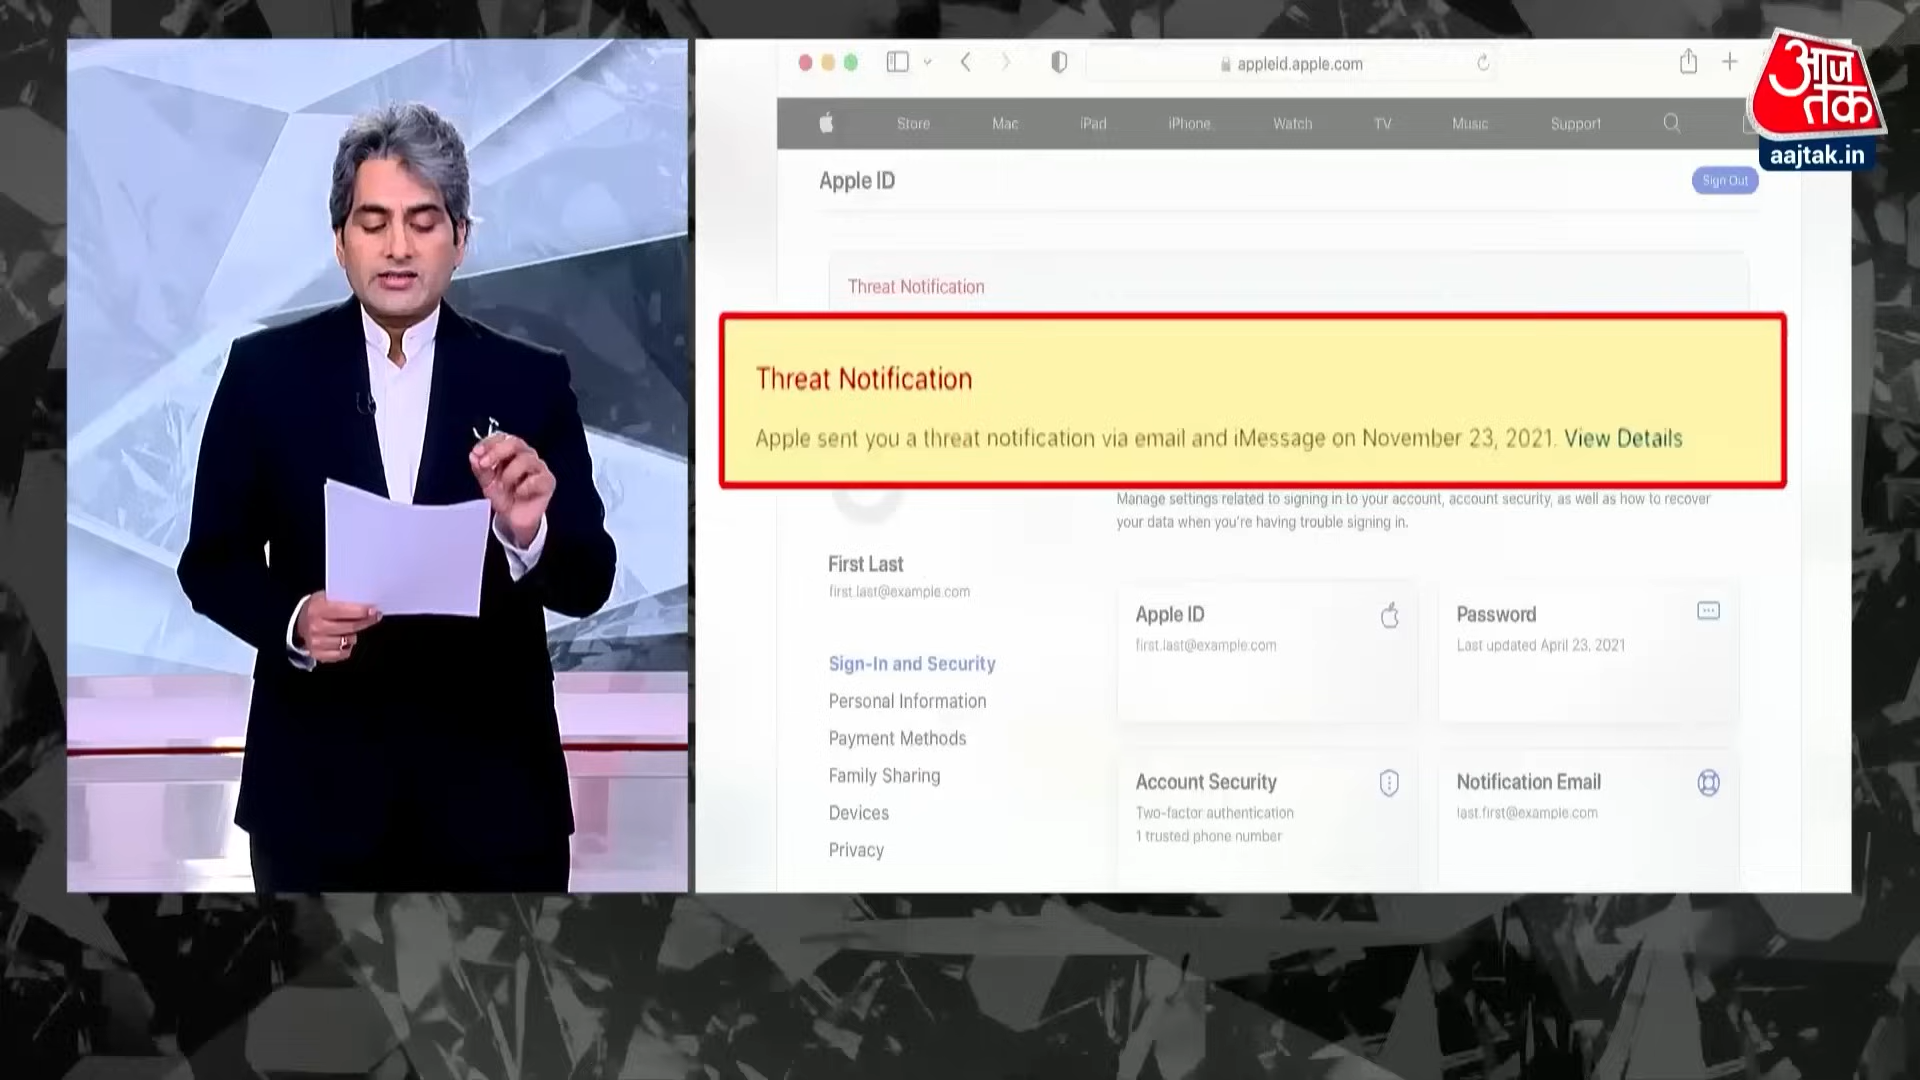 appleid.apple.com
आज
तक
aajtak.in
Store Mac iPad iPhone Watch TV Music Support
Apple ID
Sign Out
Threat Notification
Threat Notification
Apple sent you a threat notification via email and iMessage on November 23, 2021. View Details
Manage settings related to signing in to your account, account security, as well as how to recover
your data when you're having trouble signing in.
First Last
first.last@example.com
Sign-In and Security
Personal Information
Payment Methods
Family Sharing
Devices
Privacy
Apple ID
first.last@example.com
Password
Last updated April 23, 2021
Account Security
Two-factor authentication
1 trusted phone number
Notification Email
last.first@example.com